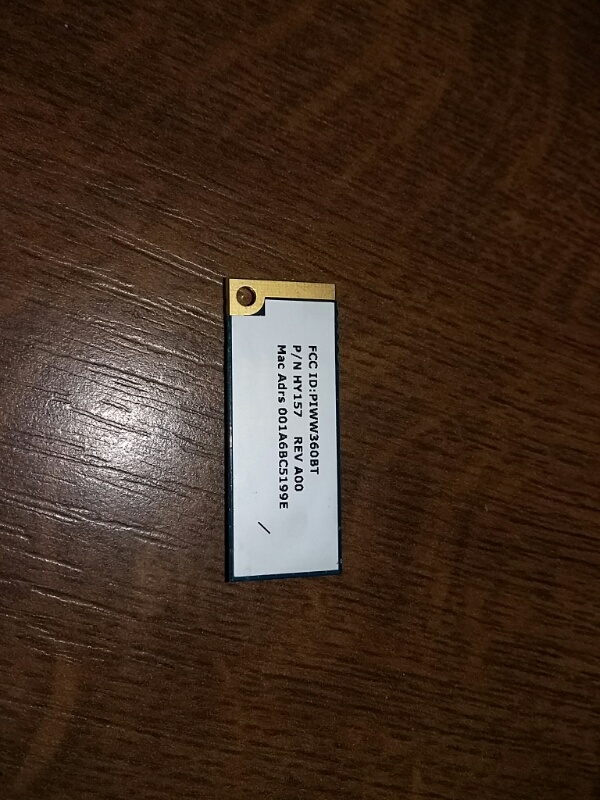 FCC ID:PIWW360BT
P/N HY157 REV A00
Mac Adrs 001A6BC5199E